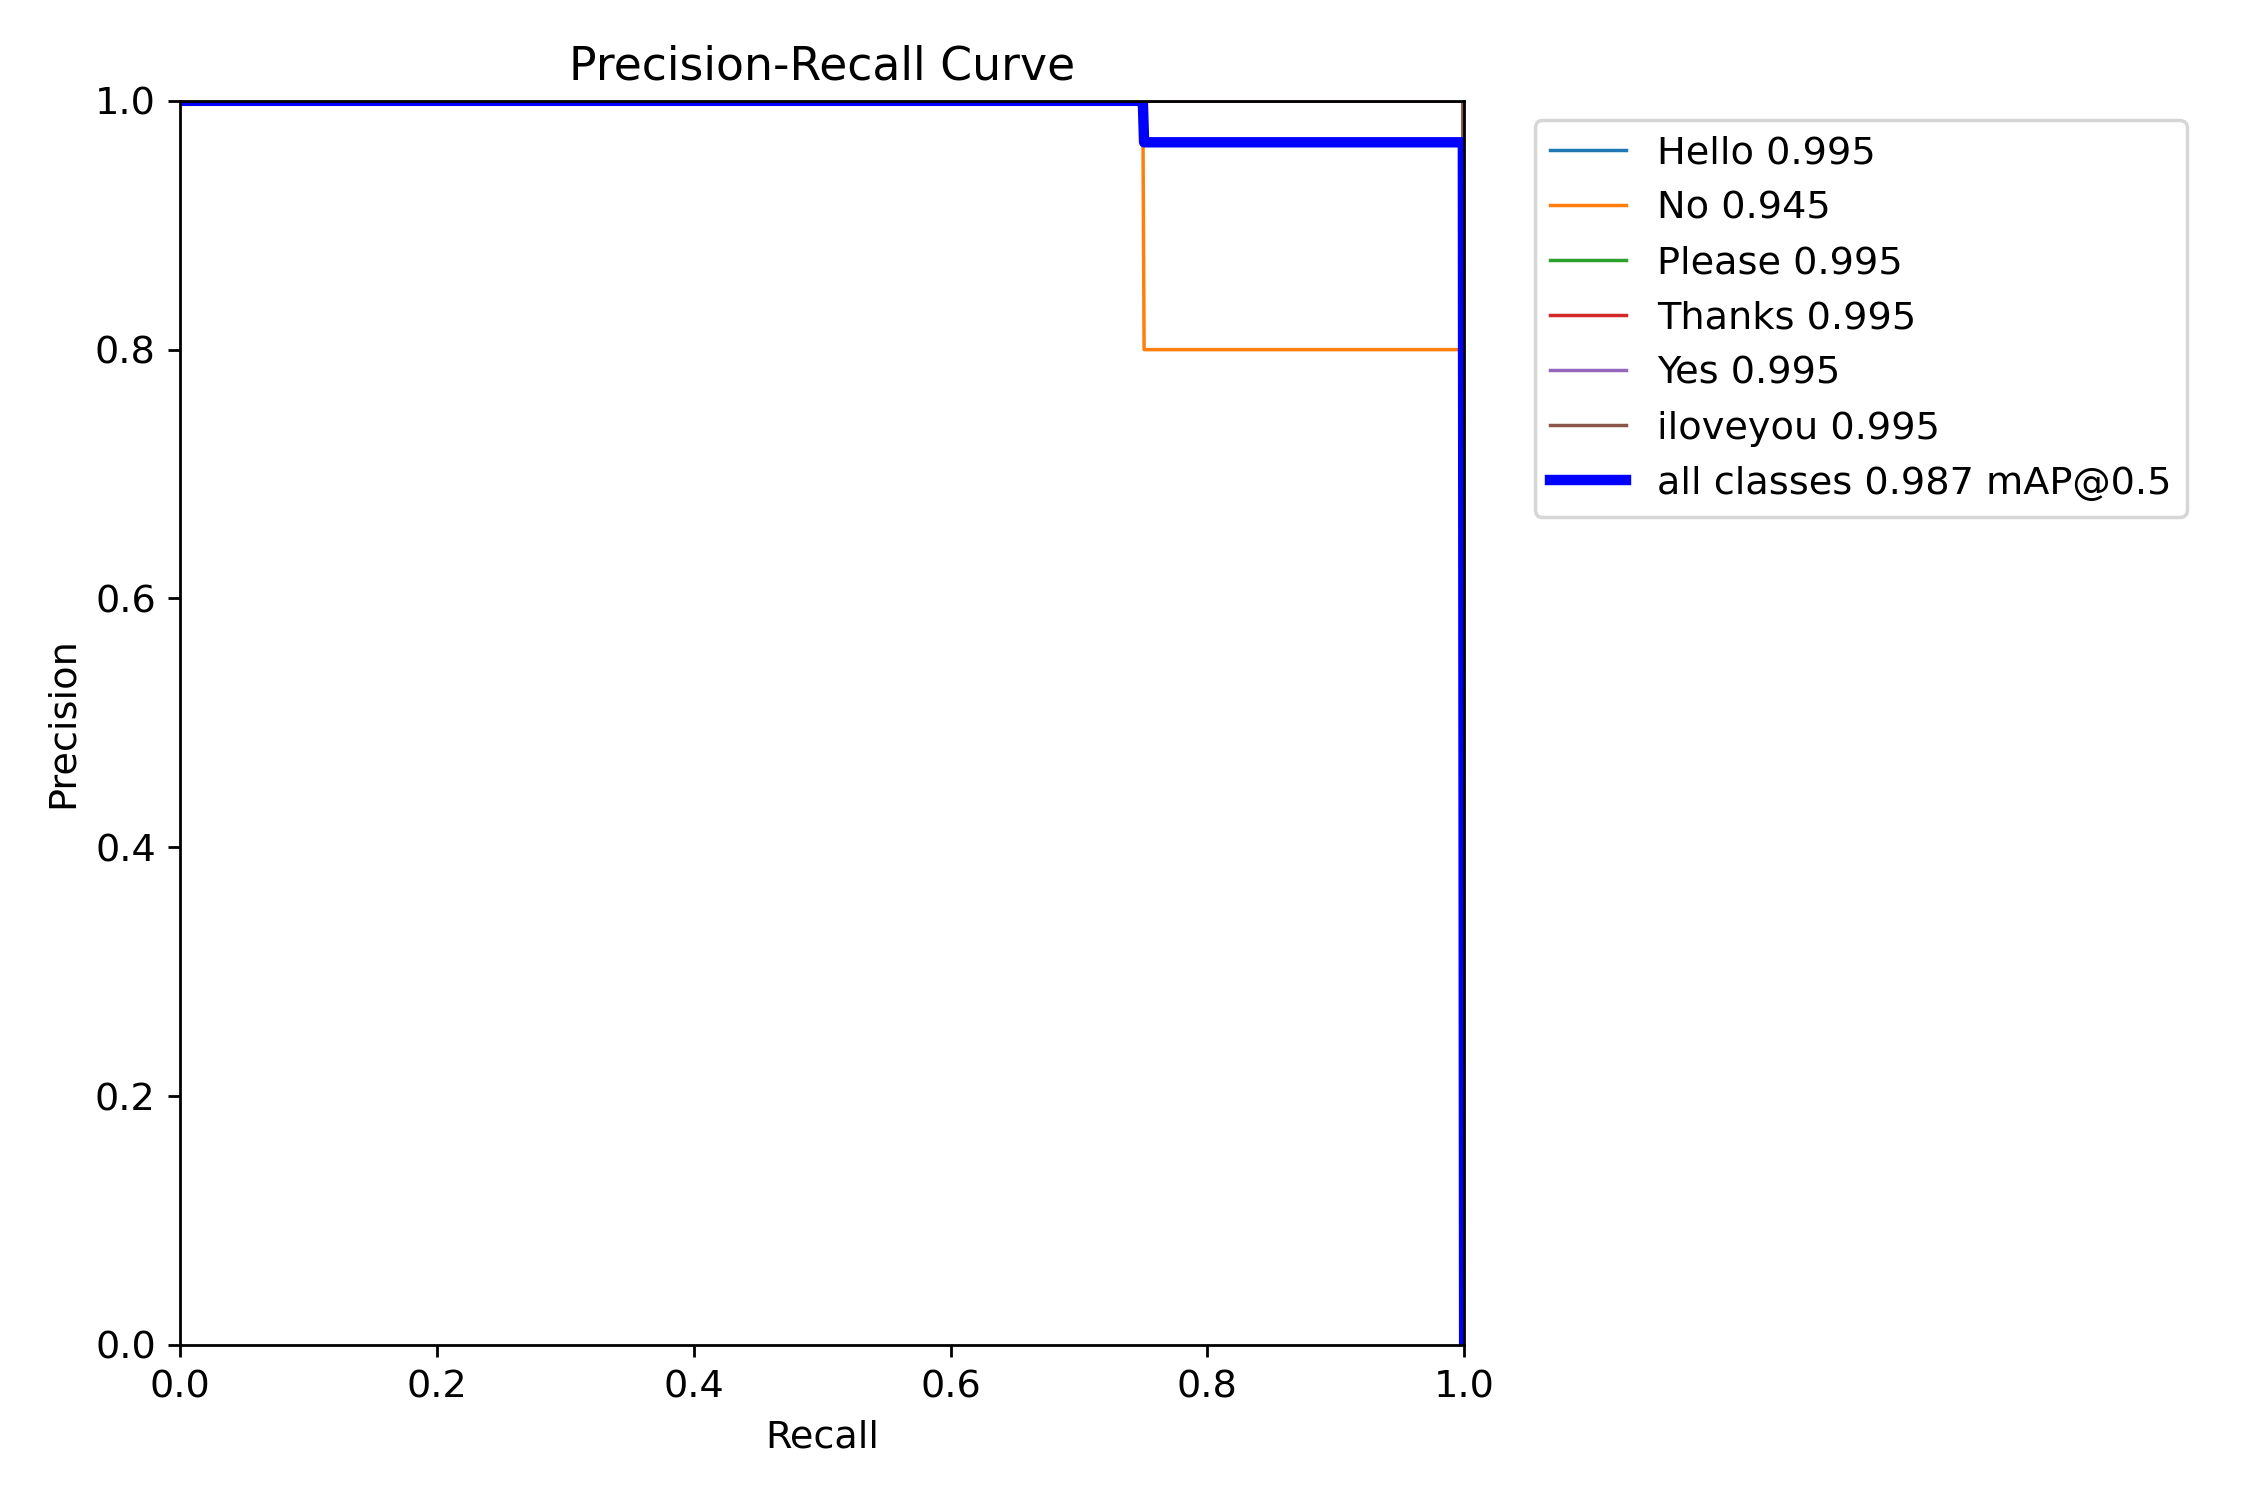 Precision-Recall Curve
1.0
0.8
0.6
0.4
0.2
0.0
Precision
0.0 0.2 0.4 0.6 0.8 1.0
Recall
Hello 0.995
No 0.945
Please 0.995
Thanks 0.995
Yes 0.995
iloveyou 0.995
all classes 0.987 mAP@0.5